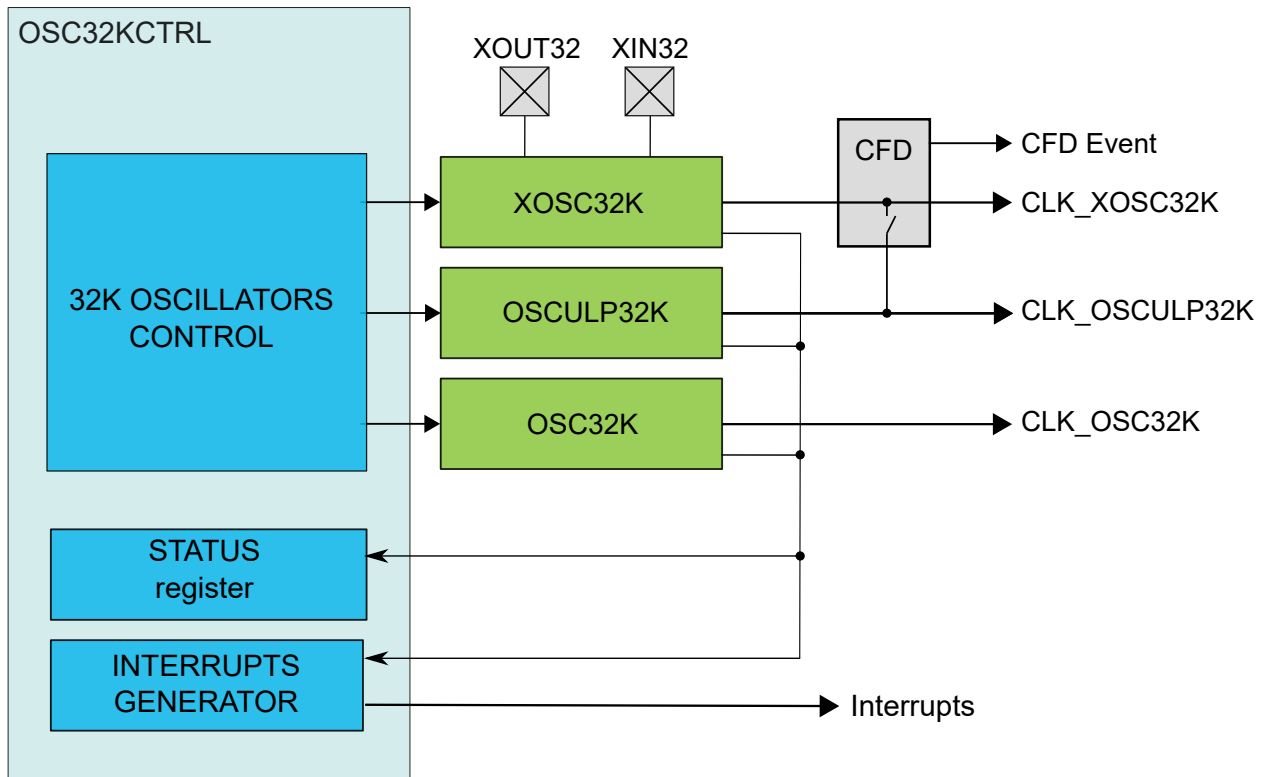 OSC32KCTRL
XOUT32
XIN32
CFD
CFD Event
XOSC32K
CLK_XOSC32K
32K OSCILLATORS
CONTROL
OSCULP32K
CLK_OSCULP32K
OSC32K
CLK_OSC32K
STATUS
register
INTERRUPTS
GENERATOR
Interrupts